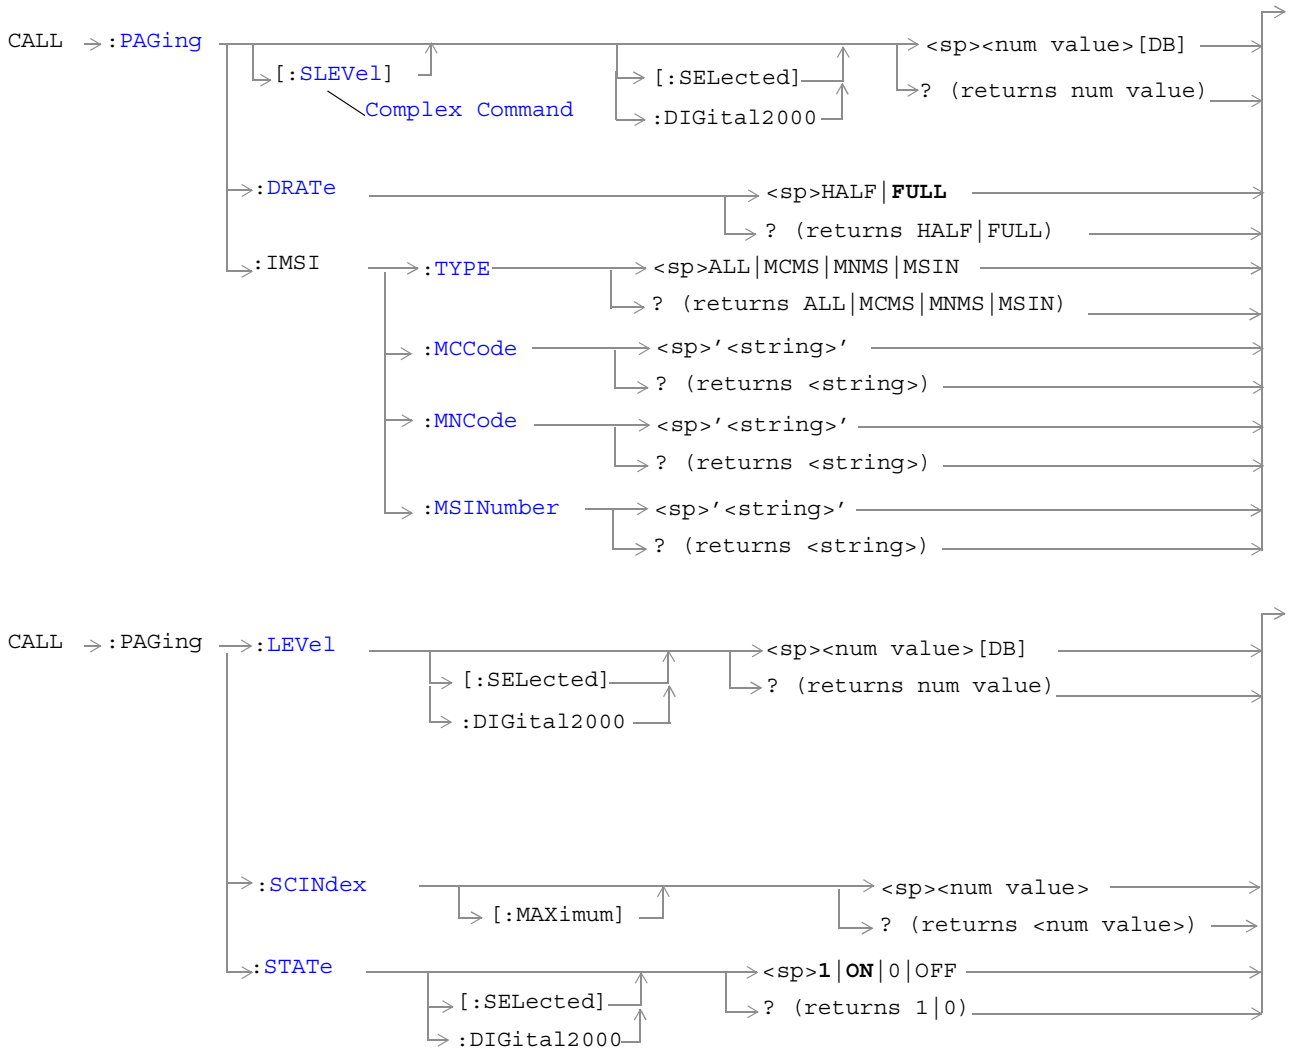 CALL :PAGing <sp><num value>[DB]
[:SLEVel] [:SELected] ? (returns num value)
Complex Command :DIGital2000
:DRATe <sp>HALF|FULL
? (returns HALF|FULL)
:IMSI :TYPE <sp>ALL|MCMS|MNMS|MSIN
? (returns ALL|MCMS|MNMS|MSIN)
:MCCode <sp>’<string>’
? (returns <string>)
:MNCode <sp>’<string>’
? (returns <string>)
:MSINumber <sp>’<string>’
? (returns <string>)
CALL :PAGing :LEVel <sp><num value>[DB]
[:SELected] ? (returns num value)
:DIGital2000
:SCINdex <sp><num value>
[:MAXimum] ? (returns <num value>)
:STATe <sp>1|ON|0|OFF
[:SELected] ? (returns 1|0)
:DIGital2000